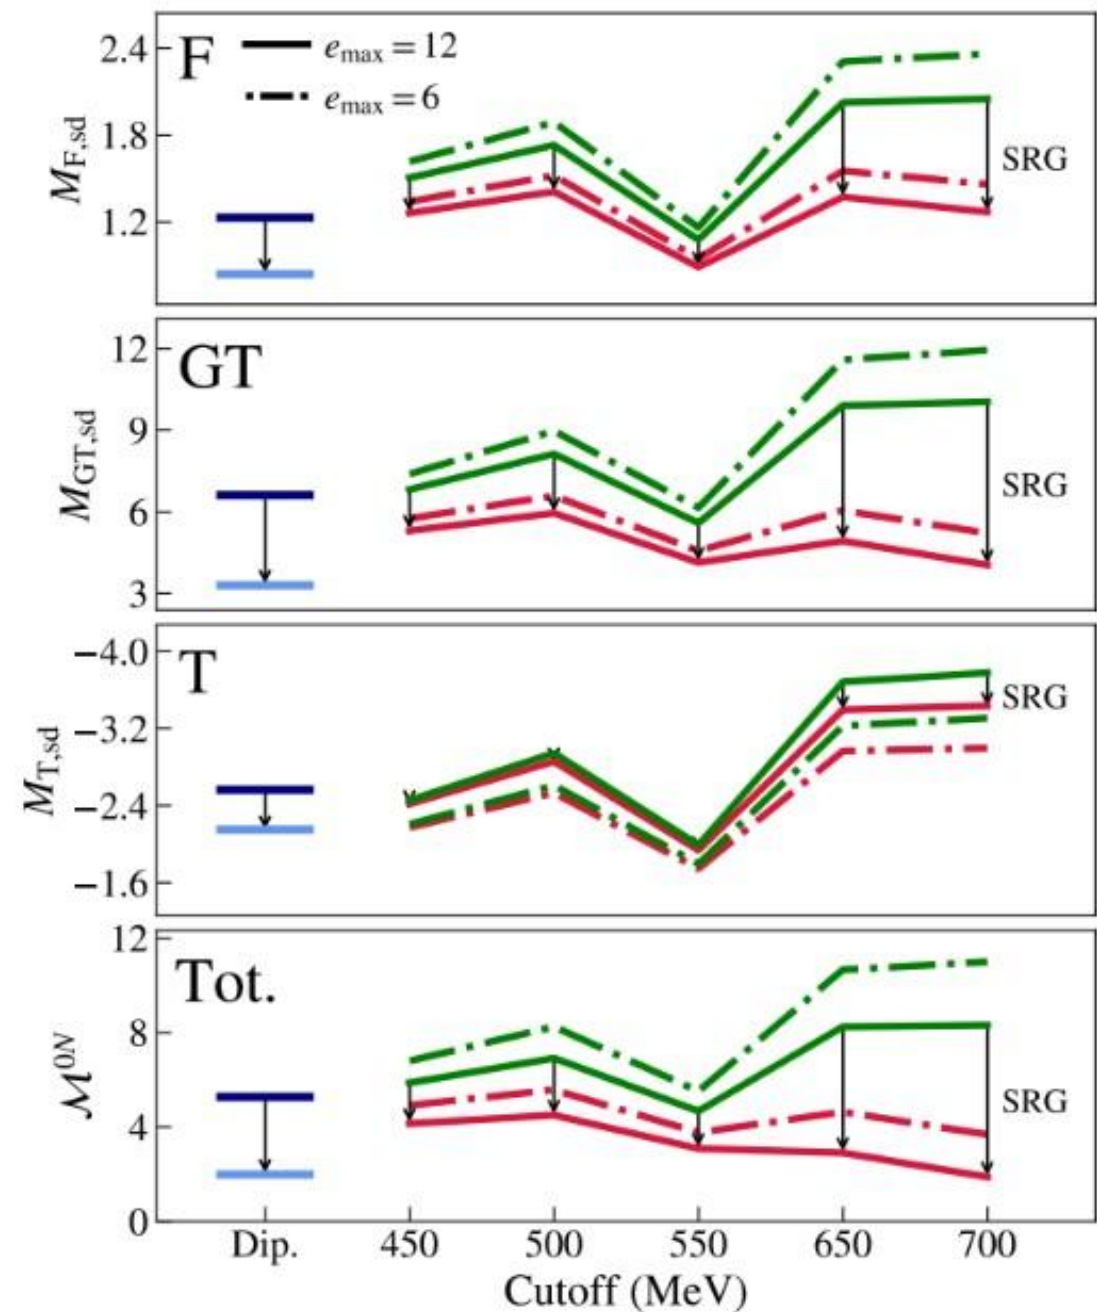 F
e_max = 12
e_max = 6
2.4
1.8
1.2
M_F,sd
SRG
GT
12
9
6
3
M_GT,sd
SRG
T
−4.0
−3.2
−2.4
−1.6
M_T,sd
SRG
Tot.
12
8
4
0
ℳ^0N
SRG
Dip. 450 500 550 650 700
Cutoff (MeV)